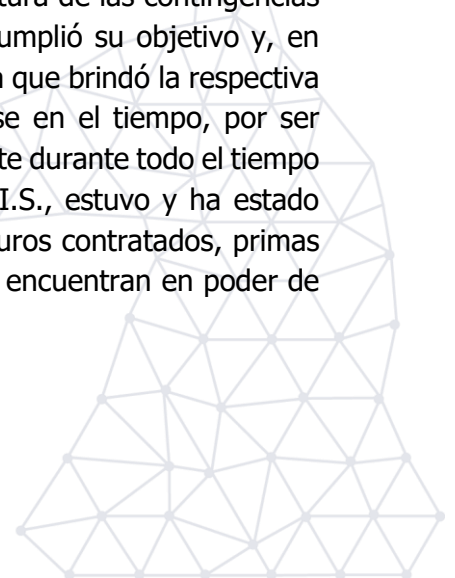 tura de las contingencias
umplió su objetivo y, en
que brindó la respectiva
se en el tiempo, por ser
te durante todo el tiempo
I.S., estuvo y ha estado
uros contratados, primas
encuentran en poder de